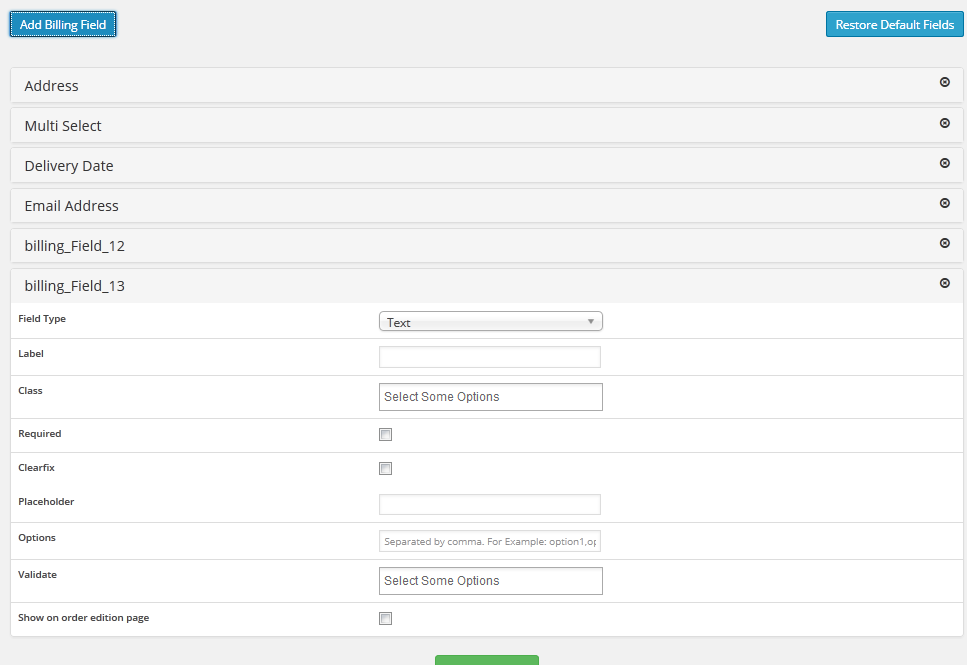 Add Billing Field
Restore Default Fields
Address
Multi Select
Delivery Date
Email Address
billing_Field_12
billing_Field_13
Field Type
Text
Label
Class
Select Some Options
Required
Clearfix
Placeholder
Options
Separated by comma. For Example: option1,op
Validate
Select Some Options
Show on order edition page